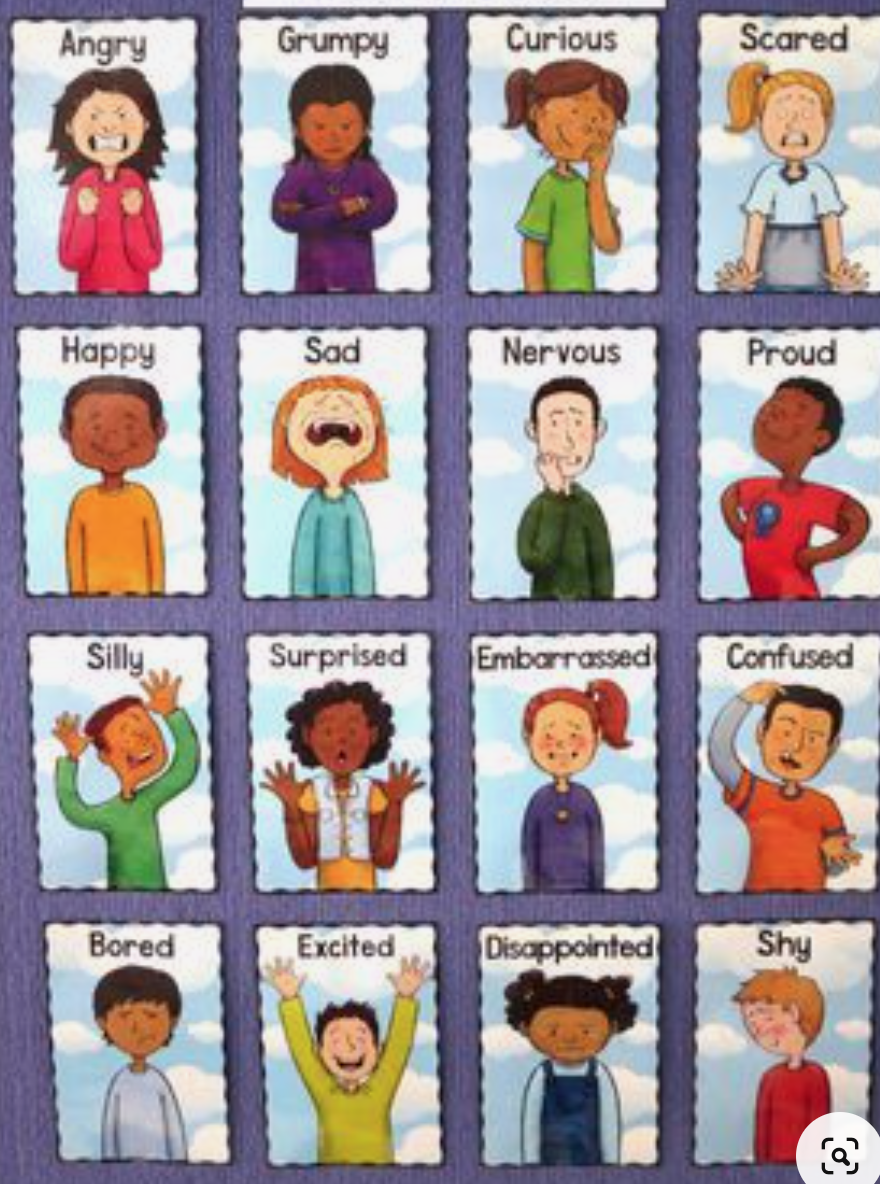 Angry
Grumpy
Curious
Scared
Happy
Sad
Nervous
Proud
Silly
Surprised
Embarrassed
Confused
Bored
Excited
Disappointed
Shy